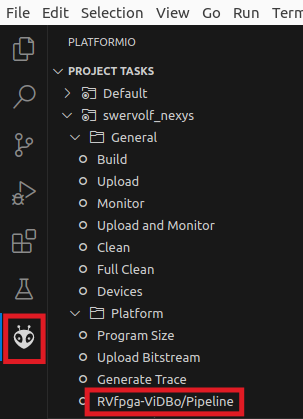 File Edit Selection View Go Run Term
PLATFORMIO
PROJECT TASKS
Default
swervolf_nexys
General
Build
Upload
Monitor
Upload and Monitor
Clean
Full Clean
Devices
Platform
Program Size
Upload Bitstream
Generate Trace
RVfpga-ViDBo/Pipeline